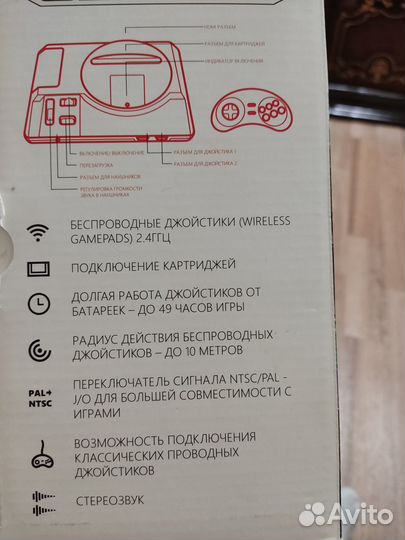 HDMI РАЗЪЕМ
РАЗЪЕМ ДЛЯ КАРТРИДЖЕЙ
ИНДИКАТОР ВКЛЮЧЕНИЯ
ВКЛЮЧЕНИЕ/ ВЫКЛЮЧЕНИЕ
РАЗЪЕМ ДЛЯ ДЖОЙСТИКА 1
ПЕРЕЗАГРУЗКА
РАЗЪЕМ ДЛЯ ДЖОЙСТИКА 2
РАЗЪЕМ ДЛЯ НАУШНИКОВ
РЕГУЛИРОВКА ГРОМКОСТИ
ЗВУКА В НАУШНИКАХ
БЕСПРОВОДНЫЕ ДЖОЙСТИКИ (WIRELESS
GAMEPADS) 2.4ГГЦ
ПОДКЛЮЧЕНИЕ КАРТРИДЖЕЙ
ДОЛГАЯ РАБОТА ДЖОЙСТИКОВ ОТ
БАТАРЕЕК – ДО 49 ЧАСОВ ИГРЫ
РАДИУС ДЕЙСТВИЯ БЕСПРОВОДНЫХ
ДЖОЙСТИКОВ – ДО 10 МЕТРОВ
PAL→
NTSC
ПЕРЕКЛЮЧАТЕЛЬ СИГНАЛА NTSC/PAL -
J/O ДЛЯ БОЛЬШЕЙ СОВМЕСТИМОСТИ С
ИГРАМИ
ВОЗМОЖНОСТЬ ПОДКЛЮЧЕНИЯ
КЛАССИЧЕСКИХ ПРОВОДНЫХ
ДЖОЙСТИКОВ
СТЕРЕОЗВУК
Avito